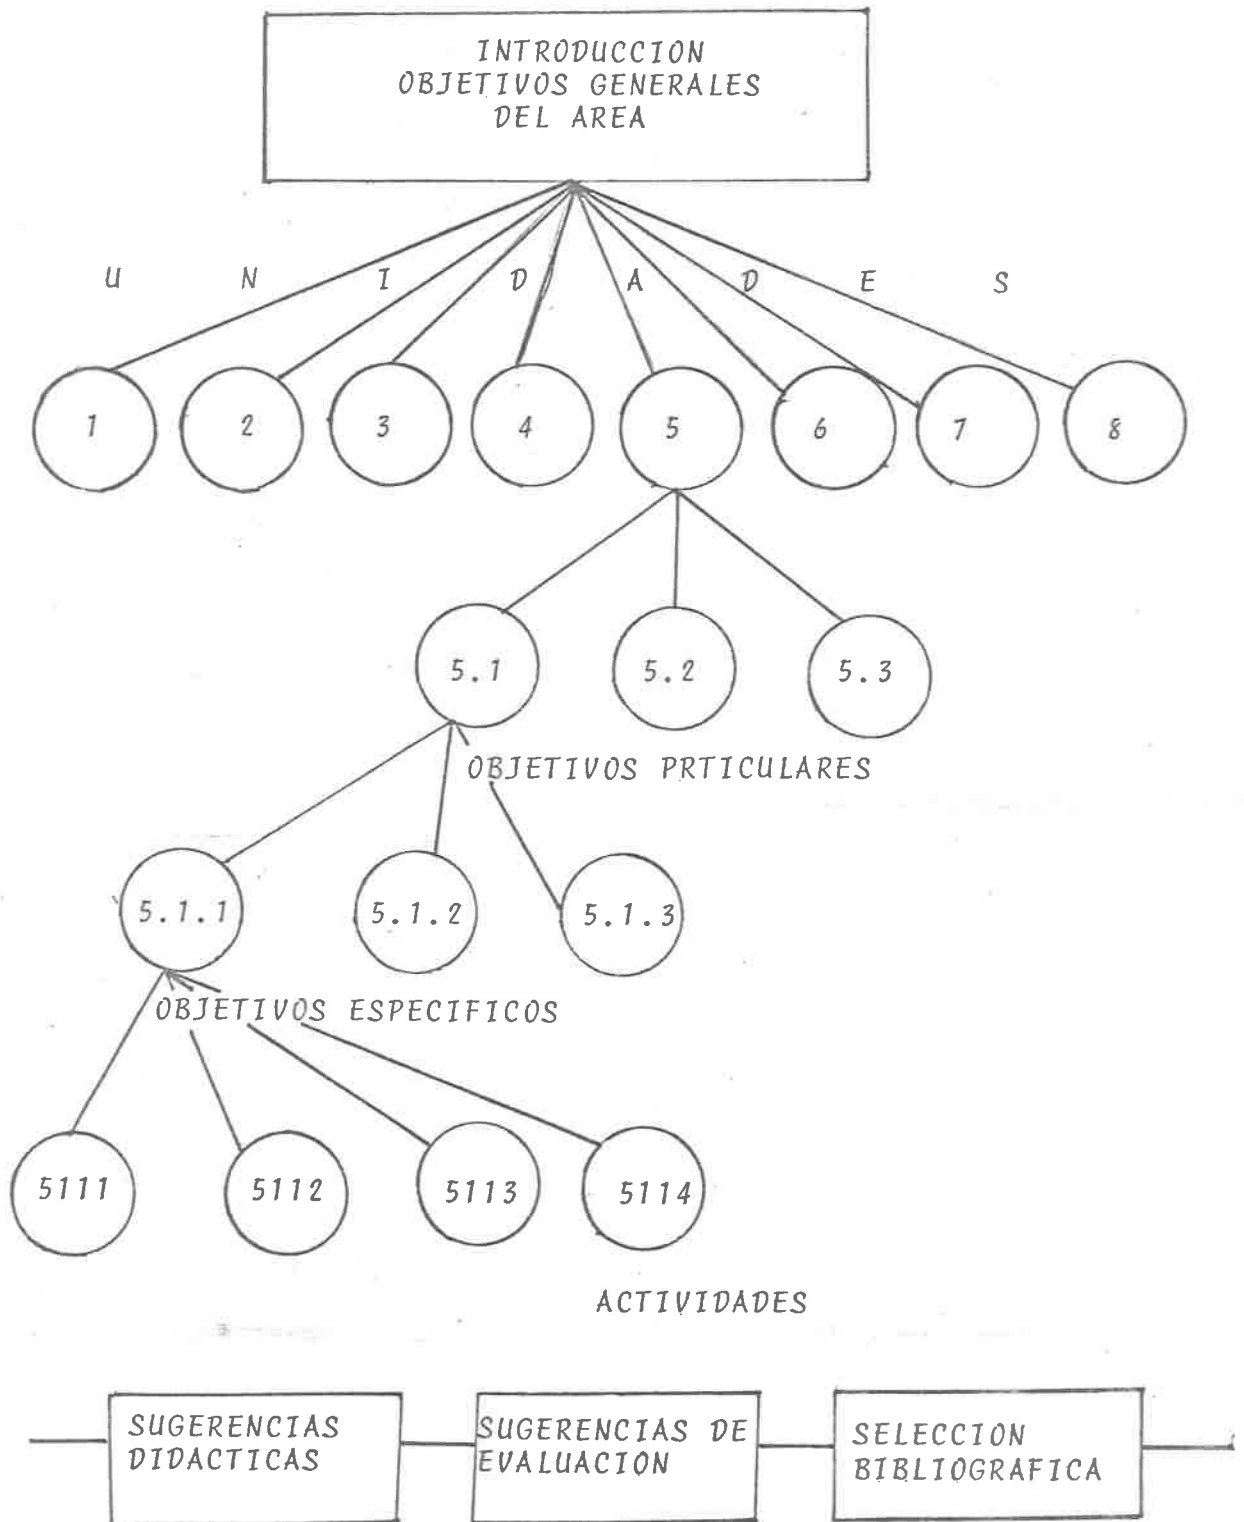 INTRODUCCION
OBJETIVOS GENERALES
DEL AREA
U N I D A D E S
1 2 3 4 5 6 7 8
5.1 5.2 5.3
OBJETIVOS PRTICULARES
5.1.1 5.1.2 5.1.3
OBJETIVOS ESPECIFICOS
5111 5112 5113 5114
ACTIVIDADES
SUGERENCIAS
DIDACTICAS
SUGERENCIAS DE
EVALUACION
SELECCION
BIBLIOGRAFICA